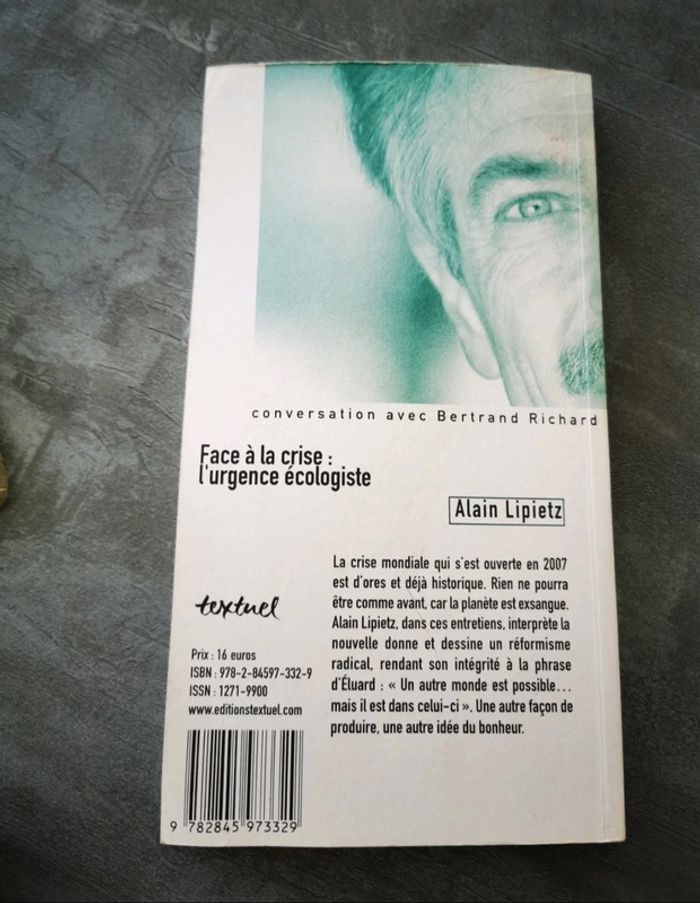 conversation avec Bertrand Richard
Face à la crise :
l'urgence écologiste
Alain Lipietz
La crise mondiale qui s'est ouverte en 2007
est d'ores et déjà historique. Rien ne pourra
être comme avant, car la planète est exsangue.
Alain Lipietz, dans ces entretiens, interprète la
nouvelle donne et dessine un réformisme
radical, rendant son intégrité à la phrase
d'Éluard : « Un autre monde est possible…
mais il est dans celui-ci ». Une autre façon de
produire, une autre idée du bonheur.
textuel
Prix : 16 euros
ISBN : 978-2-84597-332-9
ISSN : 1271-9900
www.editionstextuel.com
9 782845 973329